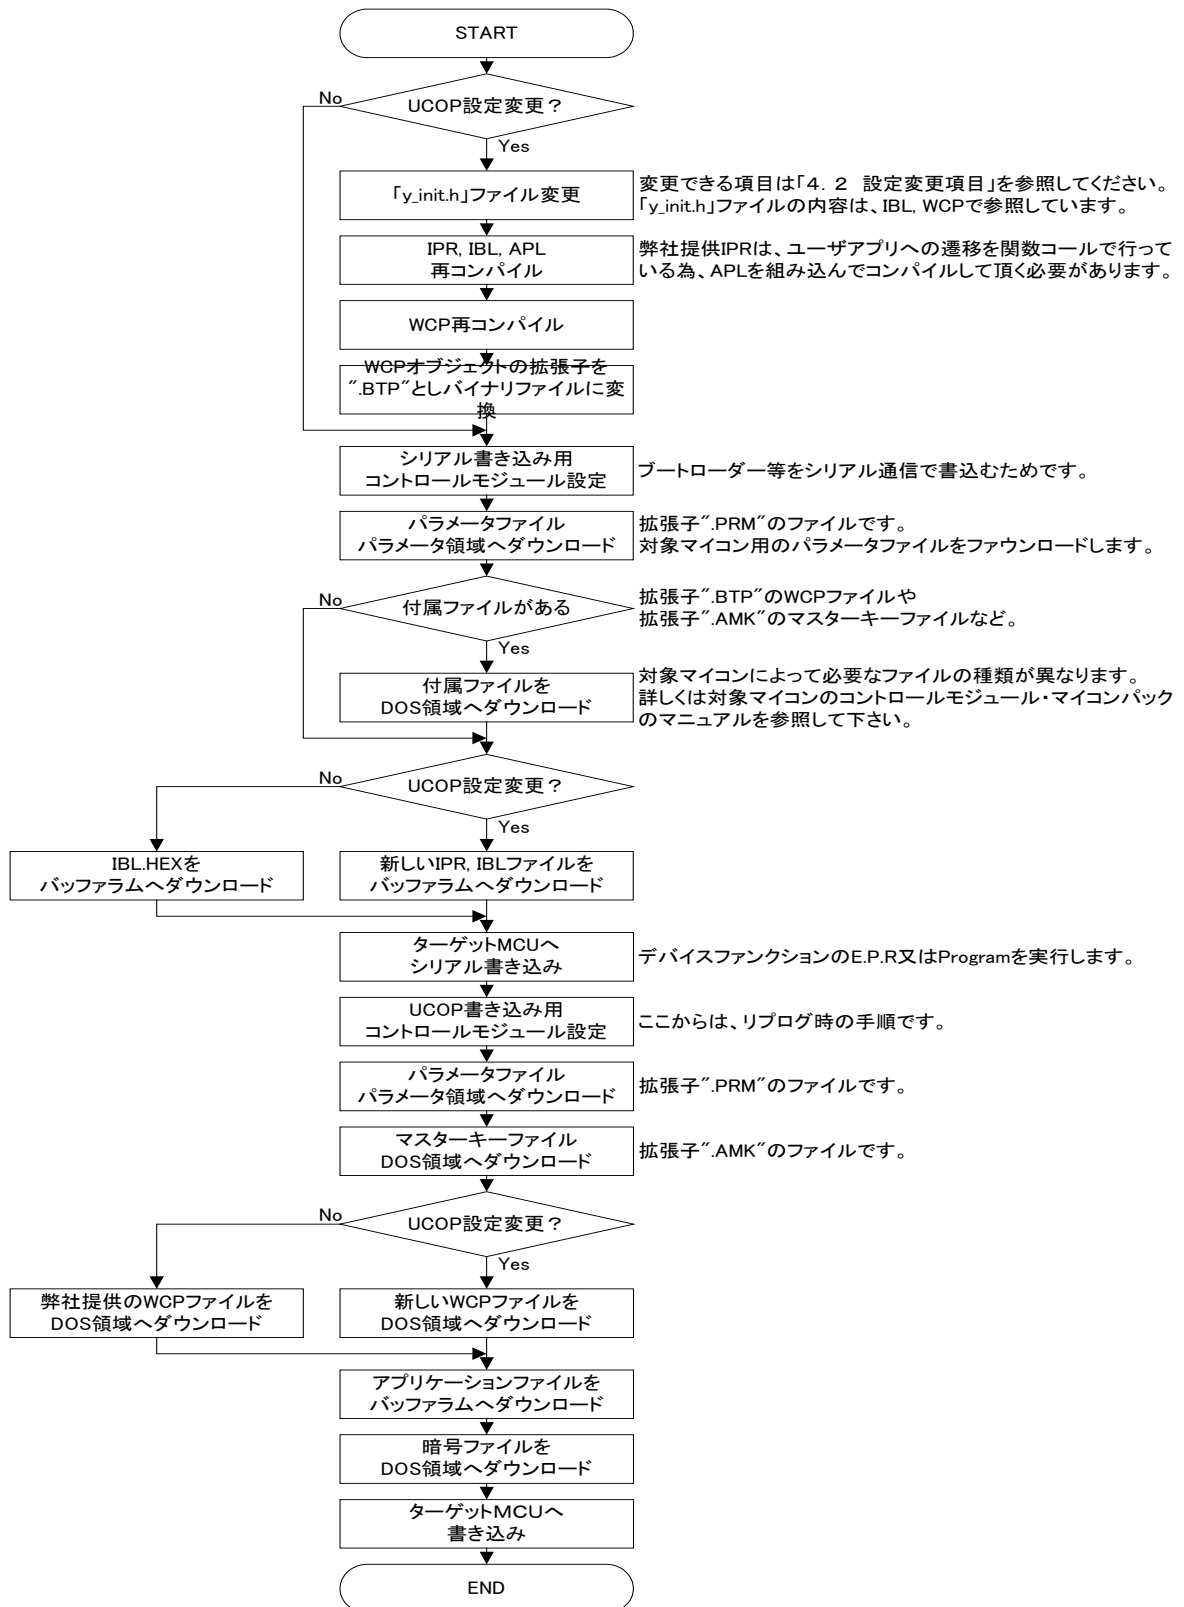 START
No
UCOP設定変更？
Yes
「y_init.h」ファイル変更
変更できる項目は「４．２　設定変更項目」を参照してください。
「y_init.h」ファイルの内容は、IBL, WCPで参照しています。
IPR, IBL, APL
再コンパイル
弊社提供IPRは、ユーザアプリへの遷移を関数コールで行って
いる為、APLを組み込んでコンパイルして頂く必要があります。
WCP再コンパイル
WCPオブジェクトの拡張子を
".BTP"としバイナリファイルに変
換
シリアル書き込み用
コントロールモジュール設定
ブートローダー等をシリアル通信で書込むためです。
パラメータファイル
パラメータ領域へダウンロード
拡張子".PRM"のファイルです。
対象マイコン用のパラメータファイルをファウンロードします。
No
付属ファイルがある
拡張子".BTP"のWCPファイルや
拡張子".AMK"のマスターキーファイルなど。
Yes
付属ファイルを
DOS領域へダウンロード
対象マイコンによって必要なファイルの種類が異なります。
詳しくは対象マイコンのコントロールモジュール・マイコンパック
のマニュアルを参照して下さい。
No
UCOP設定変更？
Yes
IBL.HEXを
バッファラムへダウンロード
新しいIPR, IBLファイルを
バッファラムへダウンロード
ターゲットMCUへ
シリアル書き込み
デバイスファンクションのE.P.R又はProgramを実行します。
UCOP書き込み用
コントロールモジュール設定
ここからは、リプログ時の手順です。
パラメータファイル
パラメータ領域へダウンロード
拡張子".PRM"のファイルです。
マスターキーファイル
DOS領域へダウンロード
拡張子".AMK"のファイルです。
No
UCOP設定変更？
Yes
弊社提供のWCPファイルを
DOS領域へダウンロード
新しいWCPファイルを
DOS領域へダウンロード
アプリケーションファイルを
バッファラムへダウンロード
暗号ファイルを
DOS領域へダウンロード
ターゲットＭＣＵへ
書き込み
END